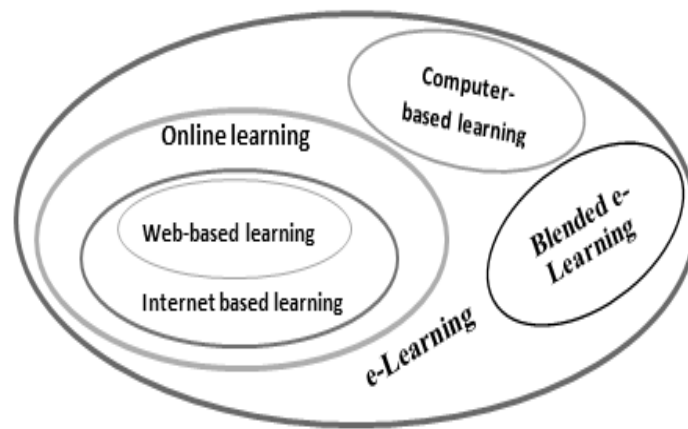 Computer-
based learning
Online learning
Web-based learning
Internet based learning
Blended e-
Learning
e-Learning